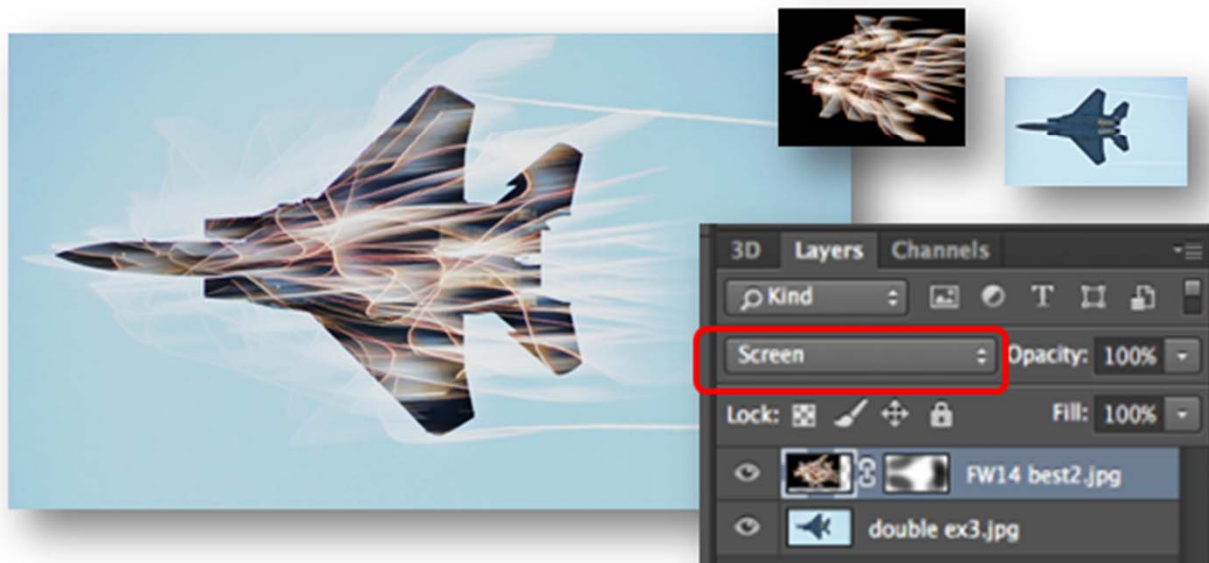 3D Layers Channels
Kind T
Screen Opacity: 100%
Lock: Fill: 100%
FW14 best2.jpg
double ex3.jpg